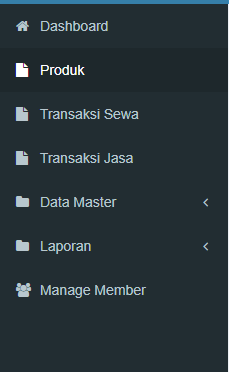 Dashboard
Produk
Transaksi Sewa
Transaksi Jasa
Data Master
Laporan
Manage Member